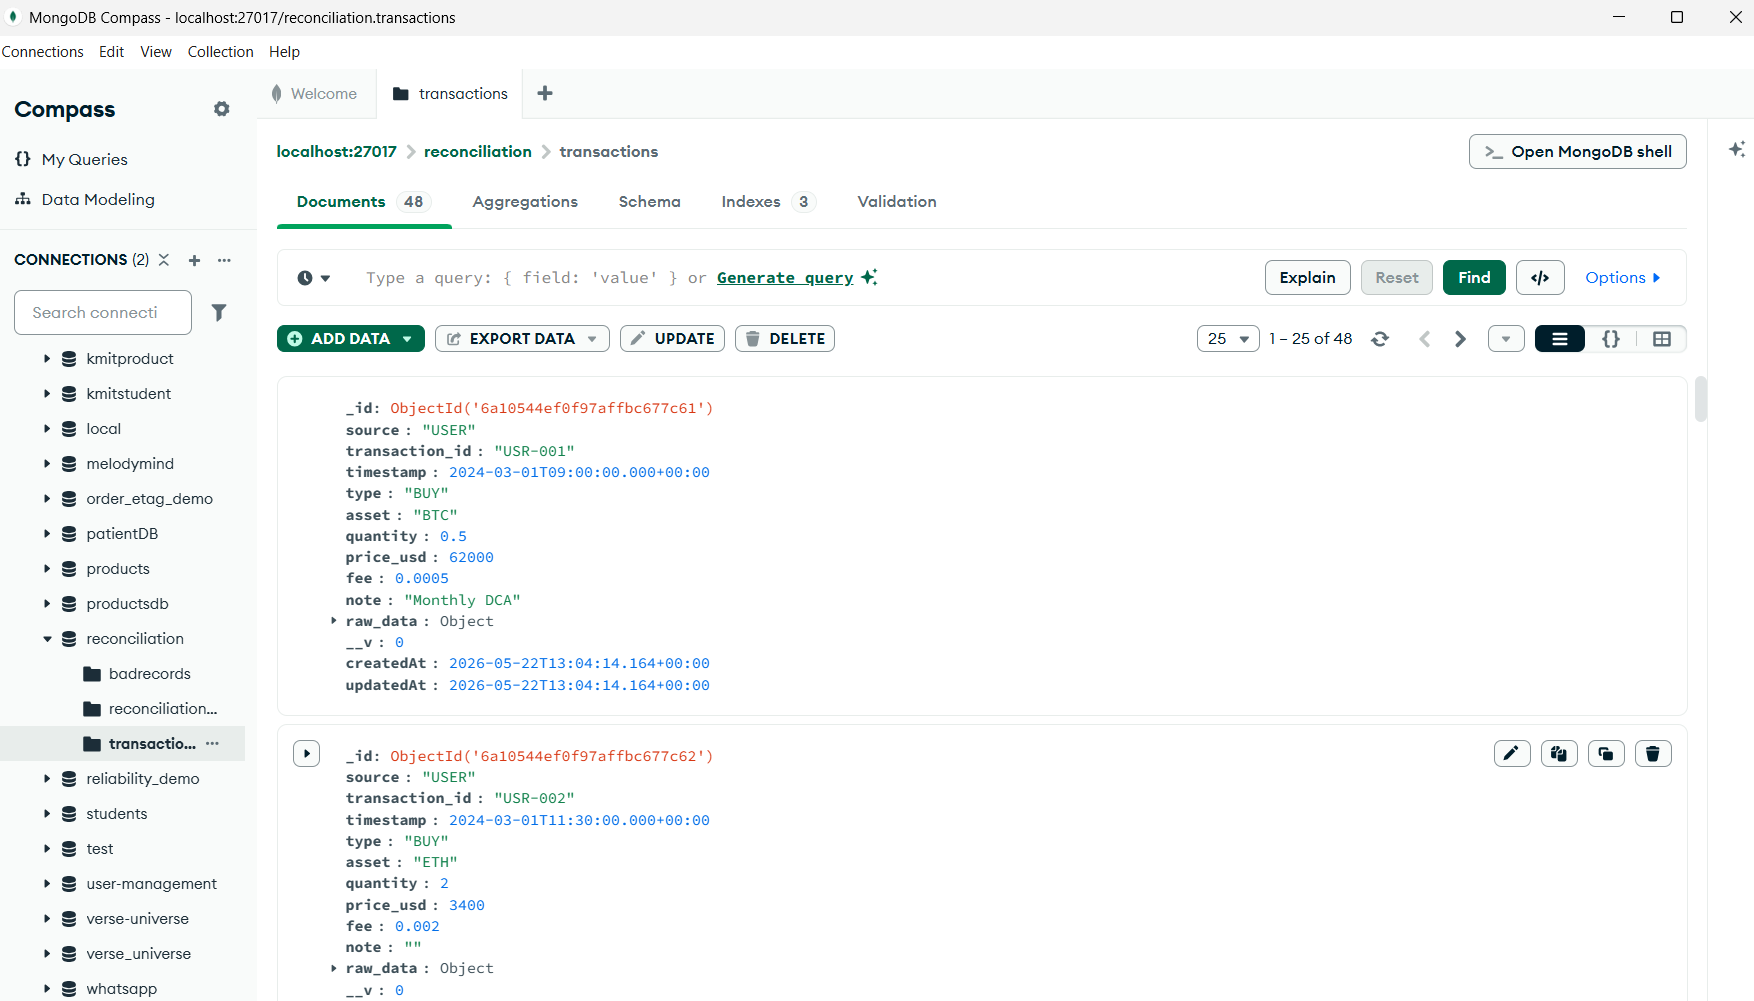 MongoDB Compass - localhost:27017/reconciliation.transactions
Connections Edit View Collection Help
Compass
My Queries
Data Modeling
CONNECTIONS (2)
Search connecti
kmitproduct
kmitstudent
local
melodymind
order_etag_demo
patientDB
products
productsdb
reconciliation
badrecords
reconciliation...
transactio...
reliability_demo
students
test
user-management
verse-universe
verse_universe
whatsapp
Welcome transactions
localhost:27017 > reconciliation > transactions
>_ Open MongoDB shell
Documents 48 Aggregations Schema Indexes 3 Validation
Type a query: { field: 'value' } or Generate query
Explain Reset Find </> Options
ADD DATA EXPORT DATA UPDATE DELETE
25 1 – 25 of 48 {}
_id: ObjectId('6a10544ef0f97affbc677c61')
source : "USER"
transaction_id : "USR-001"
timestamp : 2024-03-01T09:00:00.000+00:00
type : "BUY"
asset : "BTC"
quantity : 0.5
price_usd : 62000
fee : 0.0005
note : "Monthly DCA"
raw_data : Object
__v : 0
createdAt : 2026-05-22T13:04:14.164+00:00
updatedAt : 2026-05-22T13:04:14.164+00:00
_id: ObjectId('6a10544ef0f97affbc677c62')
source : "USER"
transaction_id : "USR-002"
timestamp : 2024-03-01T11:30:00.000+00:00
type : "BUY"
asset : "ETH"
quantity : 2
price_usd : 3400
fee : 0.002
note : ""
raw_data : Object
__v : 0